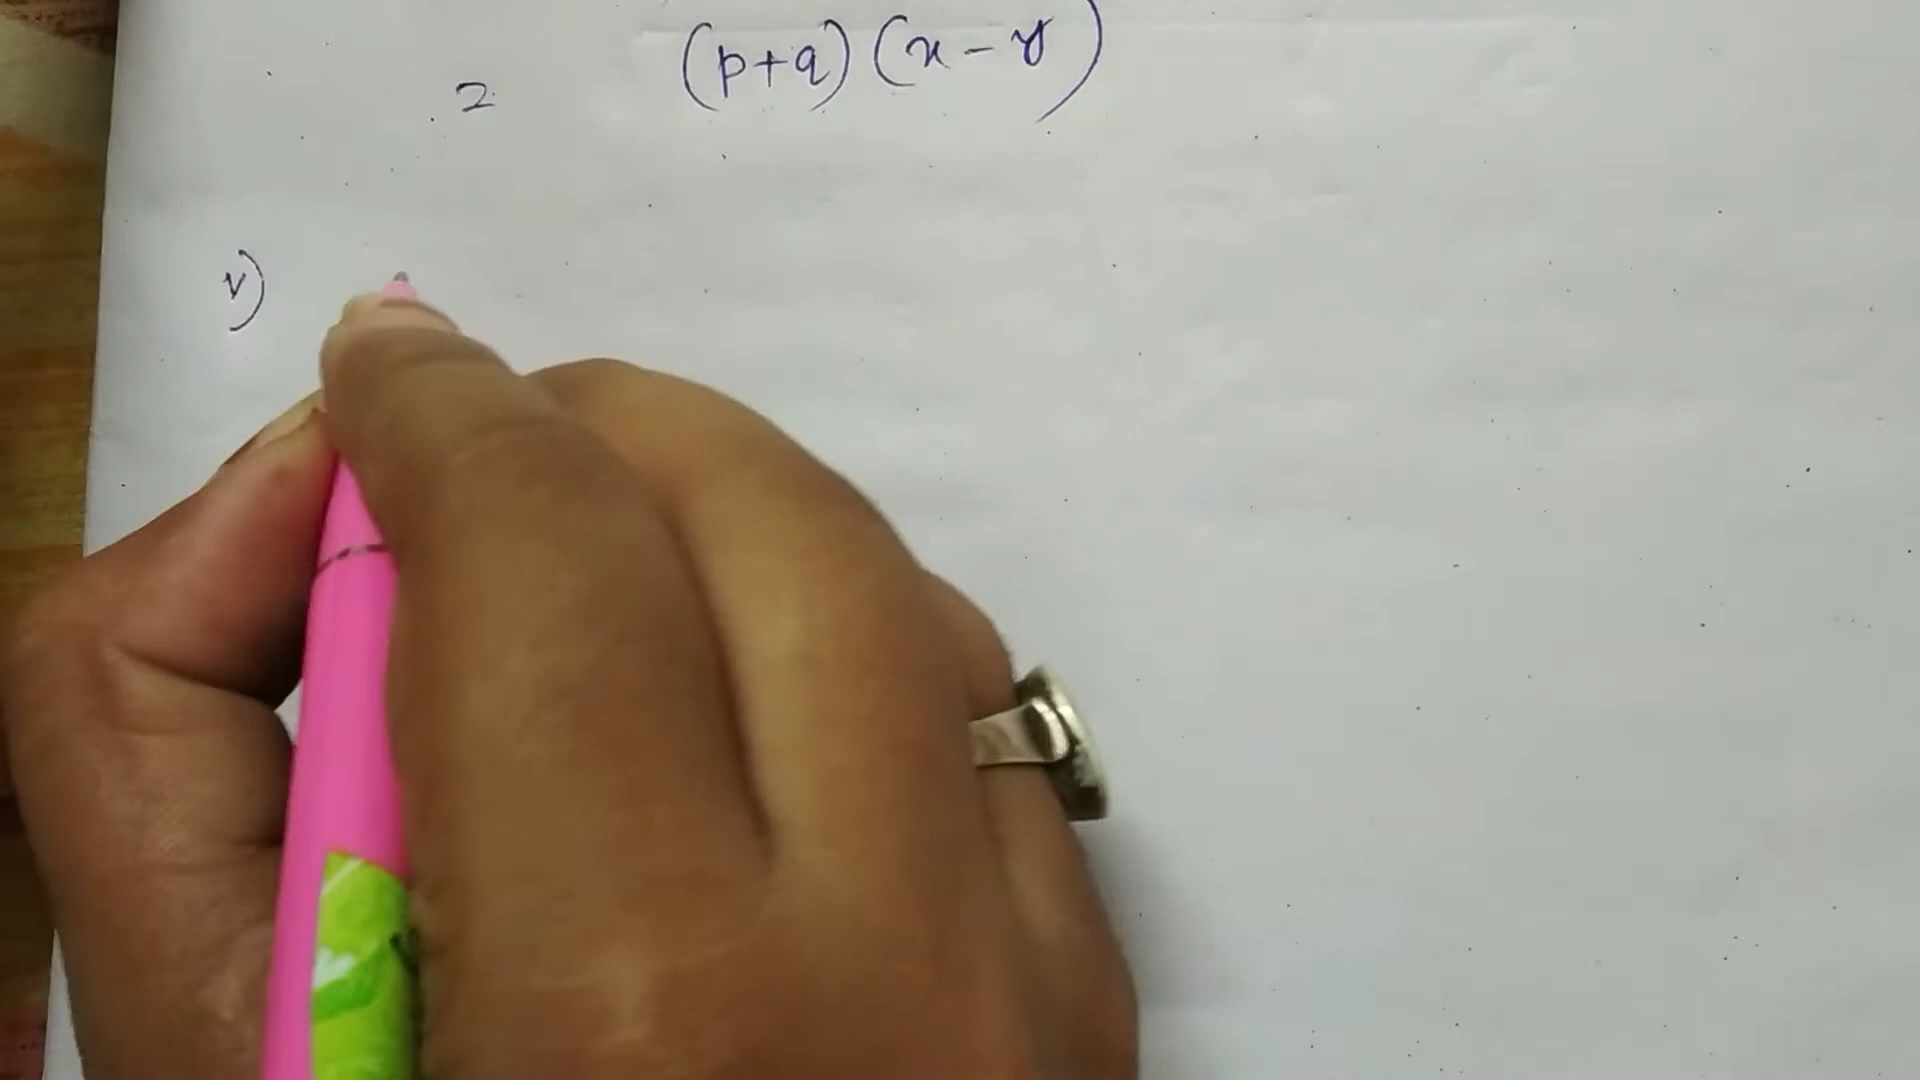 = (p+q) (x-y)
v)